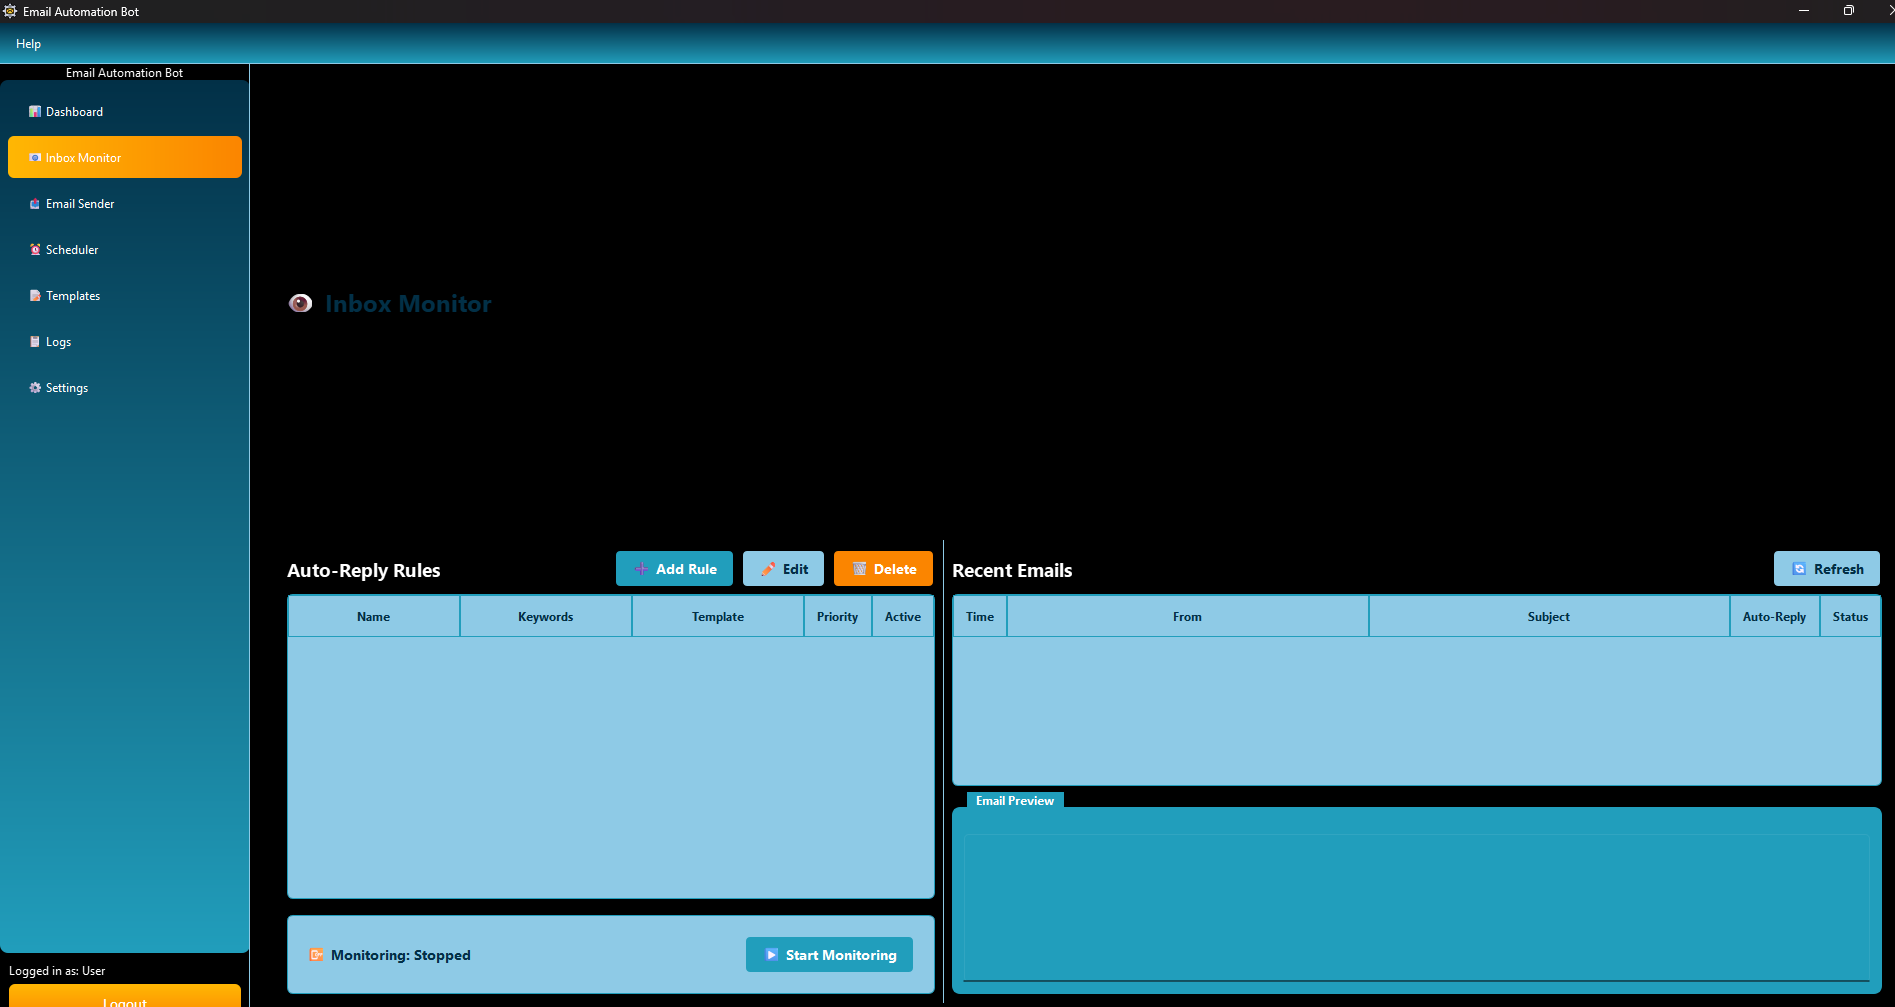 Email Automation Bot
Help
Email Automation Bot
Dashboard
Inbox Monitor
Email Sender
Scheduler
Templates
Logs
Settings
Logged in as: User
Logout
Inbox Monitor
Auto-Reply Rules
Add Rule
Edit
Delete
Name Keywords Template Priority Active
Monitoring: Stopped
Start Monitoring
Recent Emails
Refresh
Time From Subject Auto-Reply Status
Email Preview